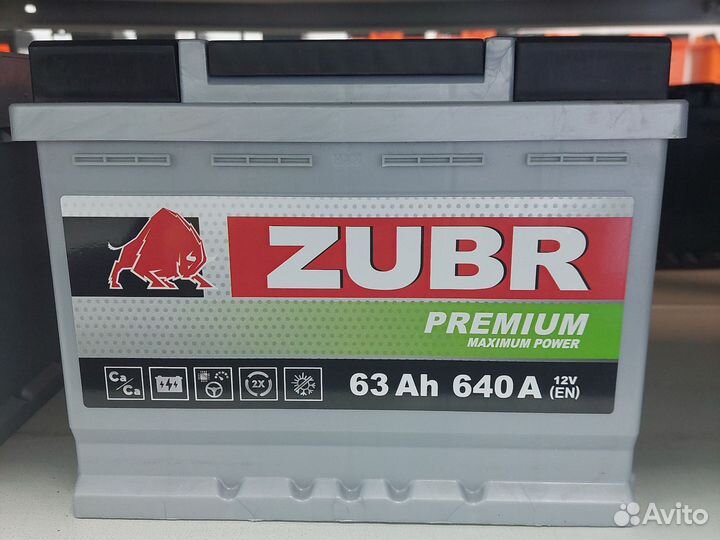 ZUBR
PREMIUM
MAXIMUM POWER
Ca/Ca
2X
63 Ah 640 A 12V (EN)
Avito